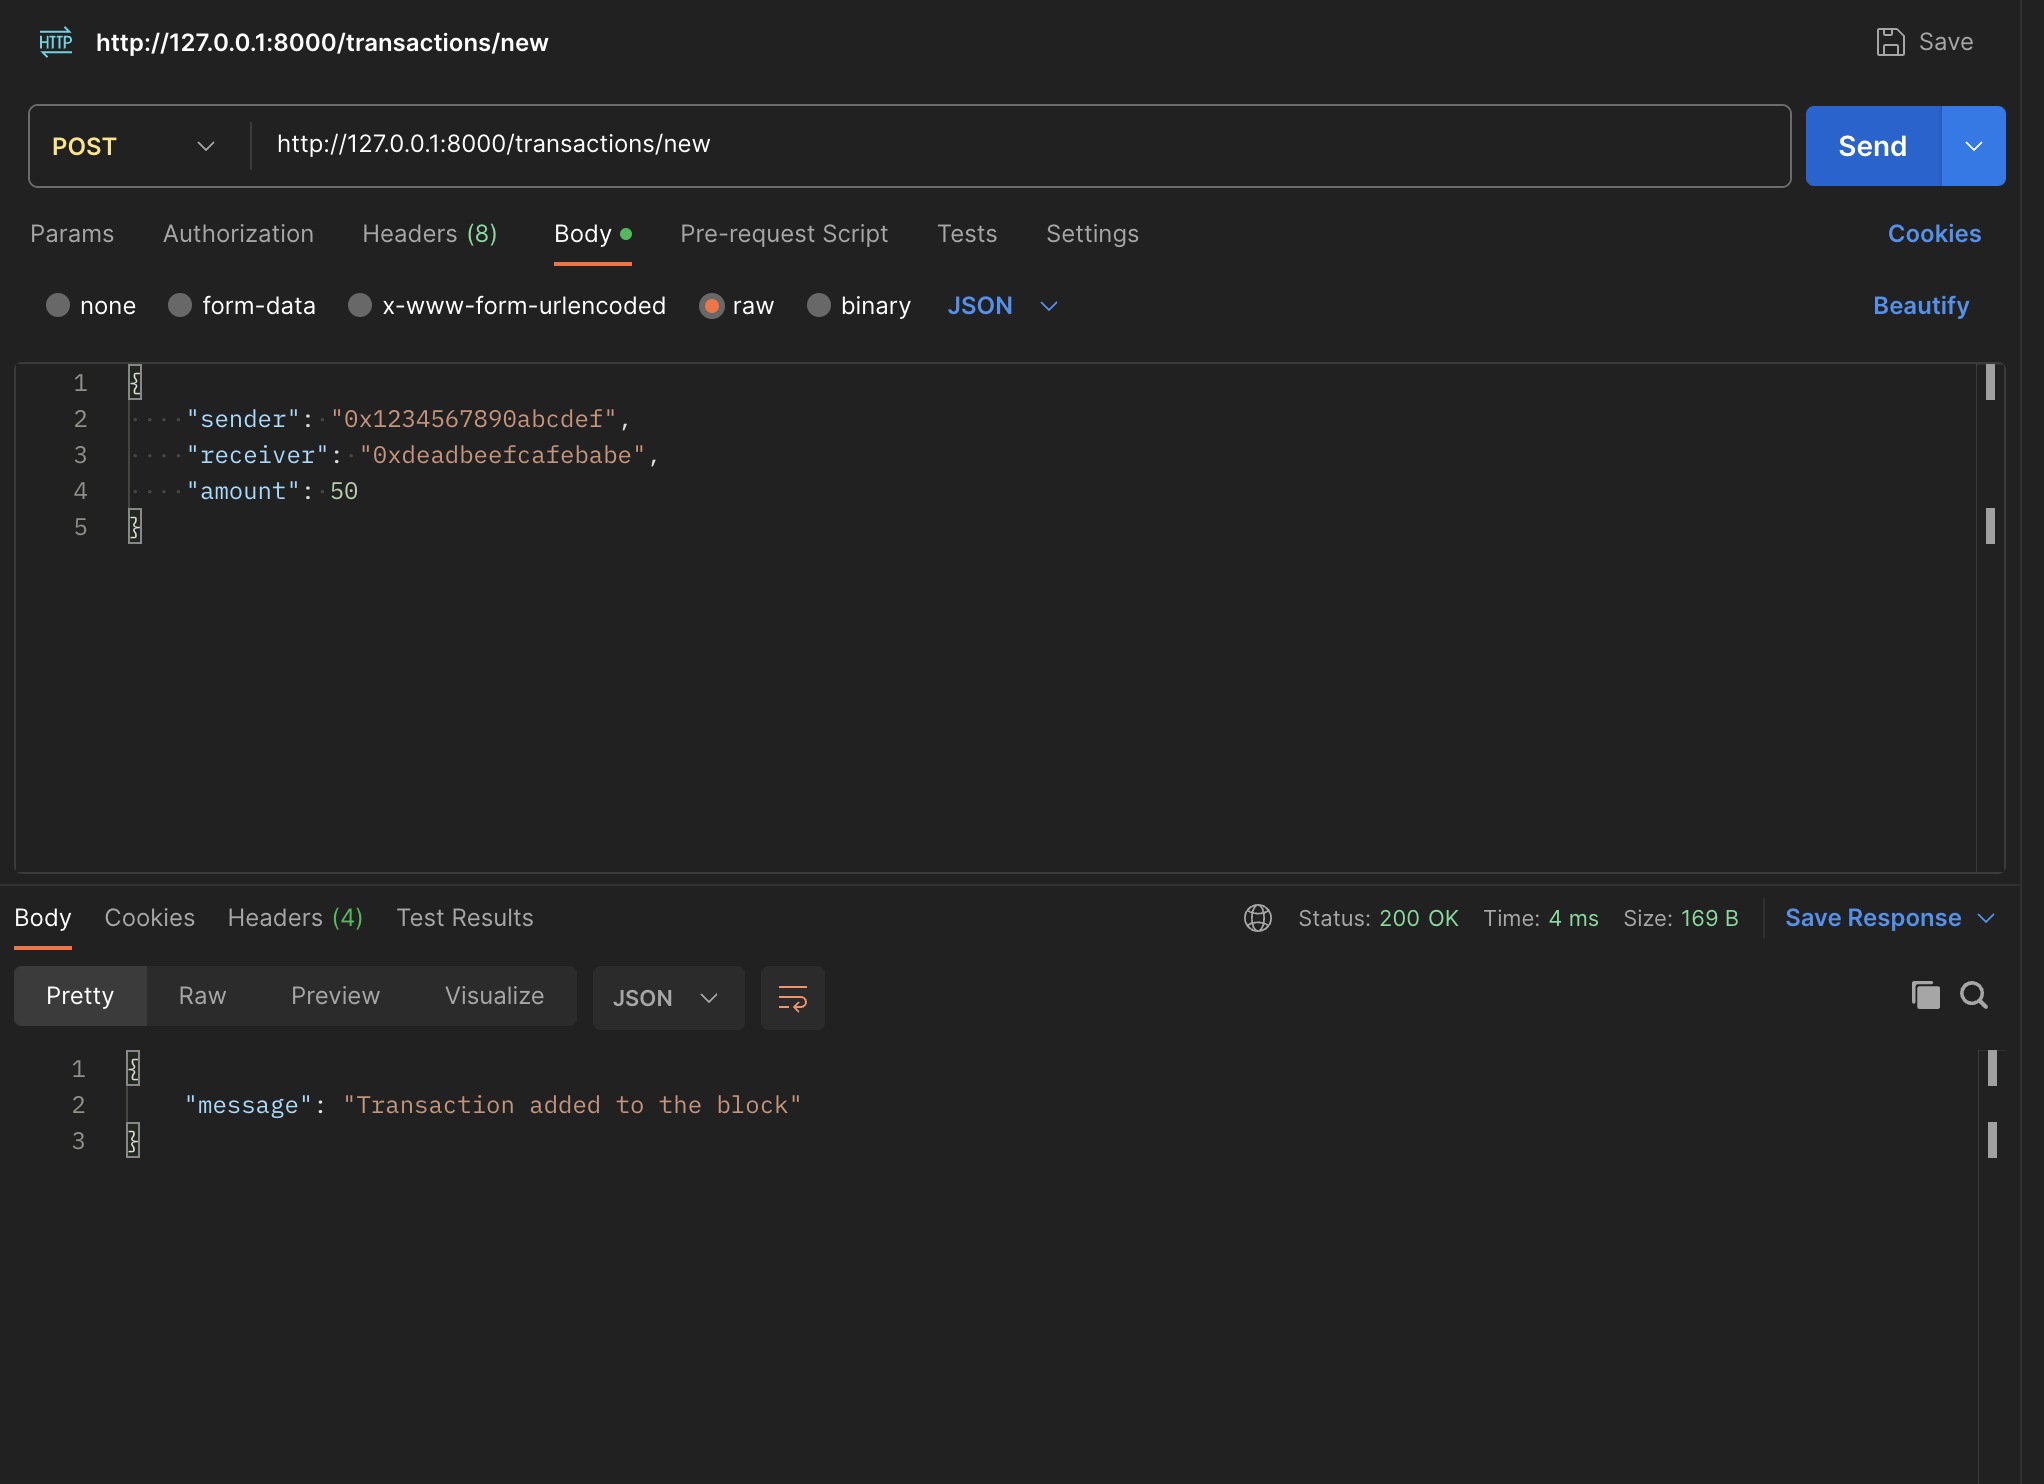 HTTP http://127.0.0.1:8000/transactions/new Save
POST http://127.0.0.1:8000/transactions/new Send
Params Authorization Headers (8) Body Pre-request Script Tests Settings Cookies
none form-data x-www-form-urlencoded raw binary JSON Beautify
1 {
2 "sender": "0x1234567890abcdef",
3 "receiver": "0xdeadbeefcafebabe",
4 "amount": 50
5 }
Body Cookies Headers (4) Test Results Status: 200 OK Time: 4 ms Size: 169 B Save Response
Pretty Raw Preview Visualize JSON
1 {
2 "message": "Transaction added to the block"
3 }